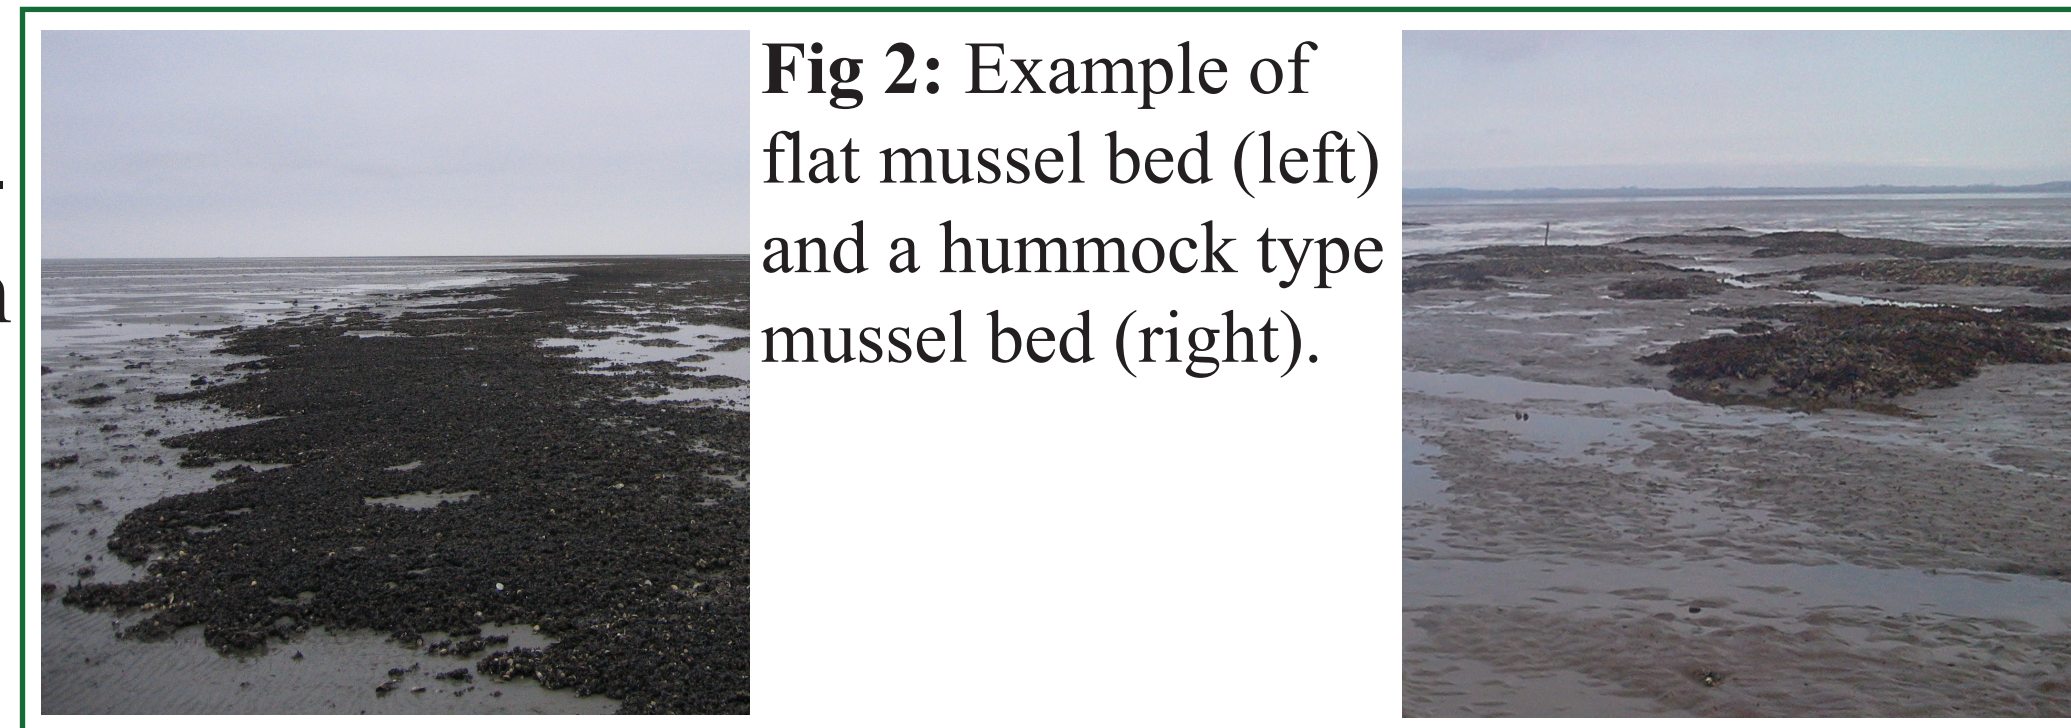 Fig 2: Example of
flat mussel bed (left)
and a hummock type
mussel bed (right).